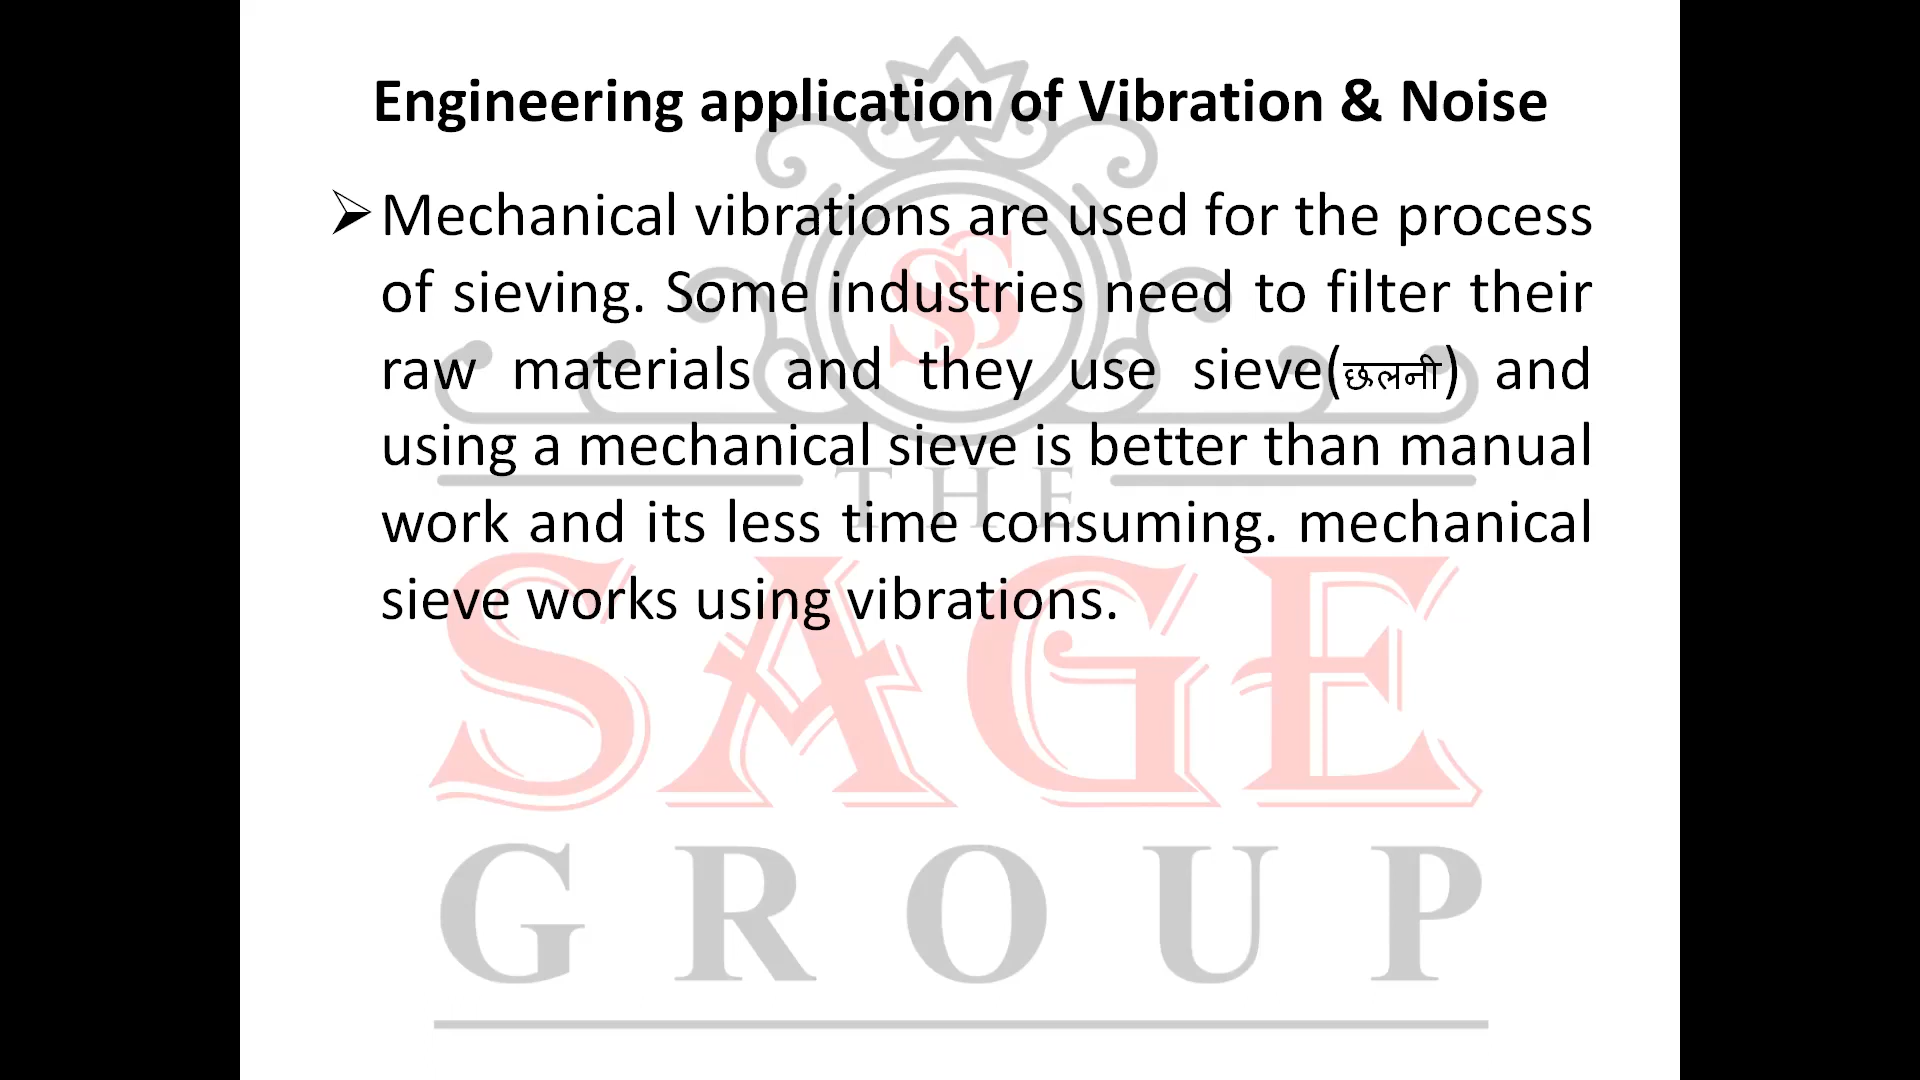 Engineering application of Vibration & Noise
➢Mechanical vibrations are used for the process
of sieving. Some industries need to filter their
raw materials and they use sieve(छलनी) and
using a mechanical sieve is better than manual
work and its less time consuming. mechanical
sieve works using vibrations.
SS
THE
SAGE
GROUP